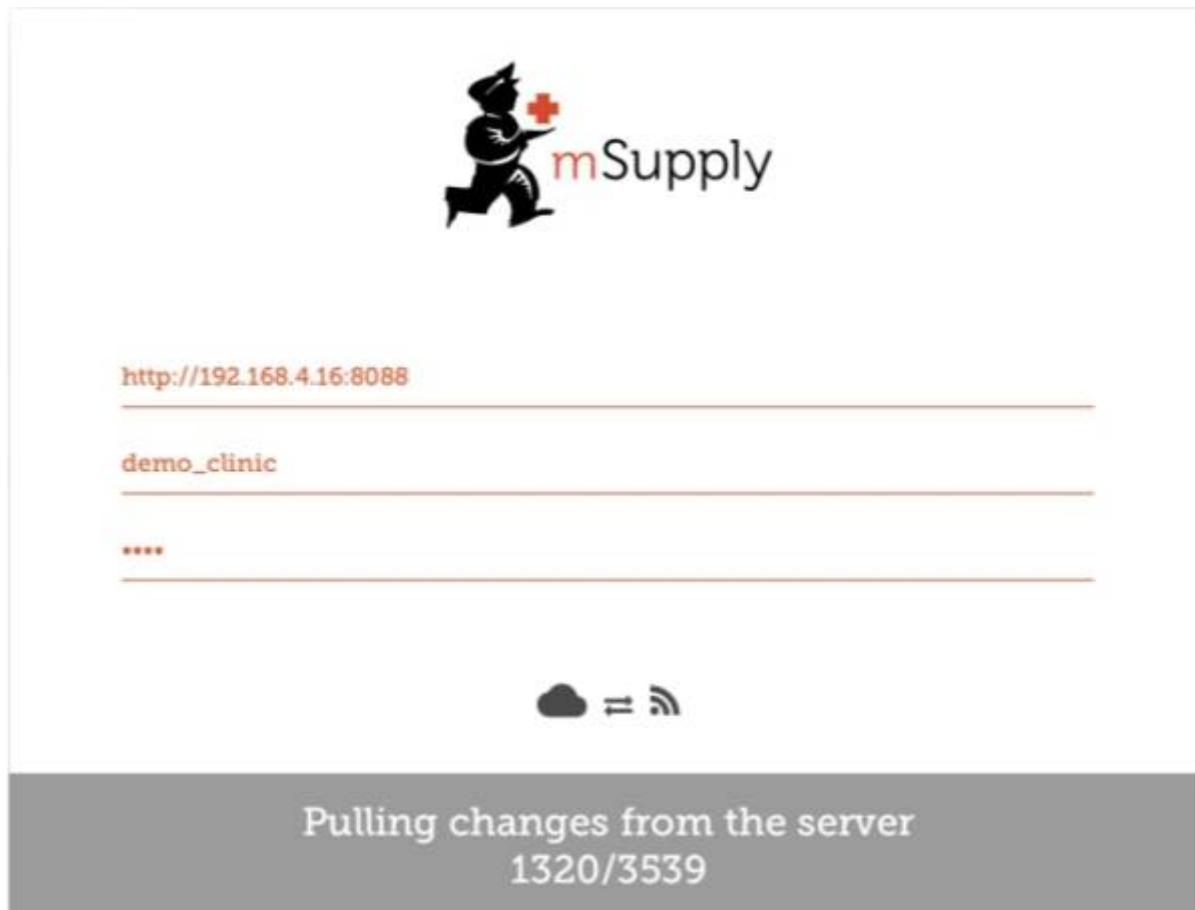 mSupply
http://192.168.4.16:8088
demo_clinic
••••
Pulling changes from the server
1320/3539